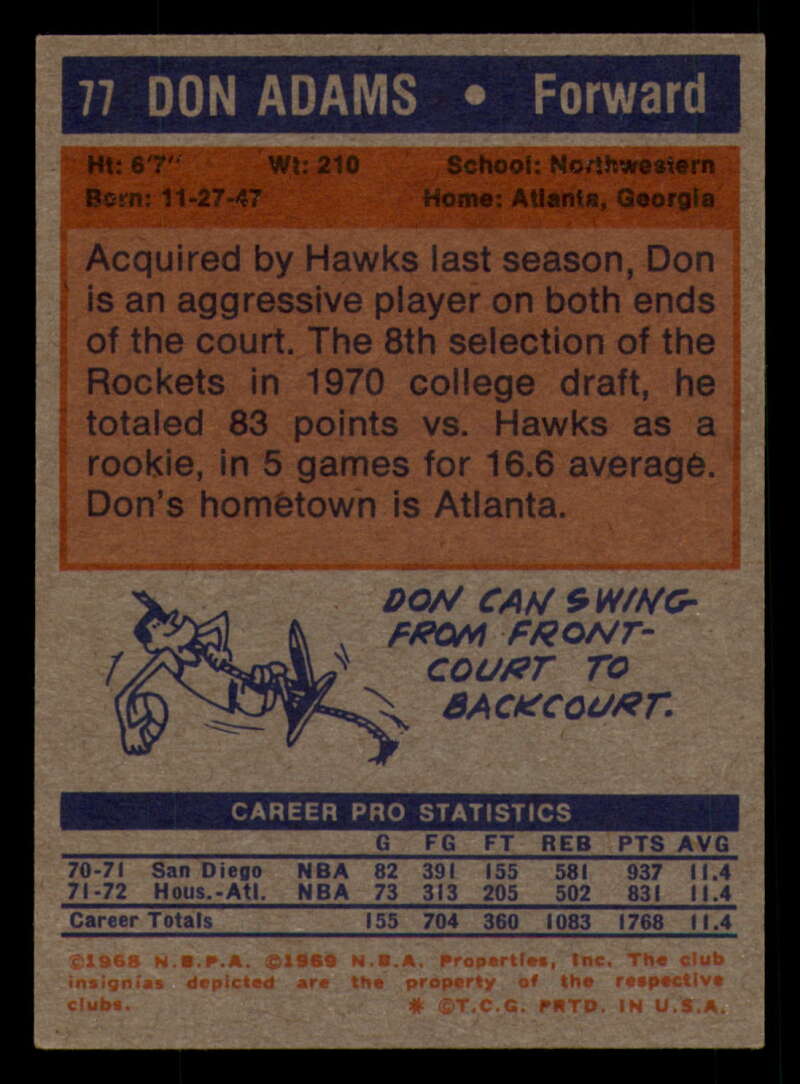 77 DON ADAMS • Forward
Ht: 6'7" Wt: 210 School: Northwestern
Born: 11-27-47 Home: Atlanta, Georgia
Acquired by Hawks last season, Don
is an aggressive player on both ends
of the court. The 8th selection of the
Rockets in 1970 college draft, he
totaled 83 points vs. Hawks as a
rookie, in 5 games for 16.6 average.
Don's hometown is Atlanta.
DON CAN SWING
FROM FRONT-
COURT TO
BACKCOURT.
CAREER PRO STATISTICS
G FG FT REB PTS AVG
70-71 San Diego NBA 82 391 155 581 937 11.4
71-72 Hous.-Atl. NBA 73 313 205 502 831 11.4
Career Totals 155 704 360 1083 1768 11.4
©1968 N.B.P.A. ©1969 N.B.A. Properties, Inc. The club
insignias depicted are the property of the respective
clubs. * ©T.C.G. PRTD. IN U.S.A.